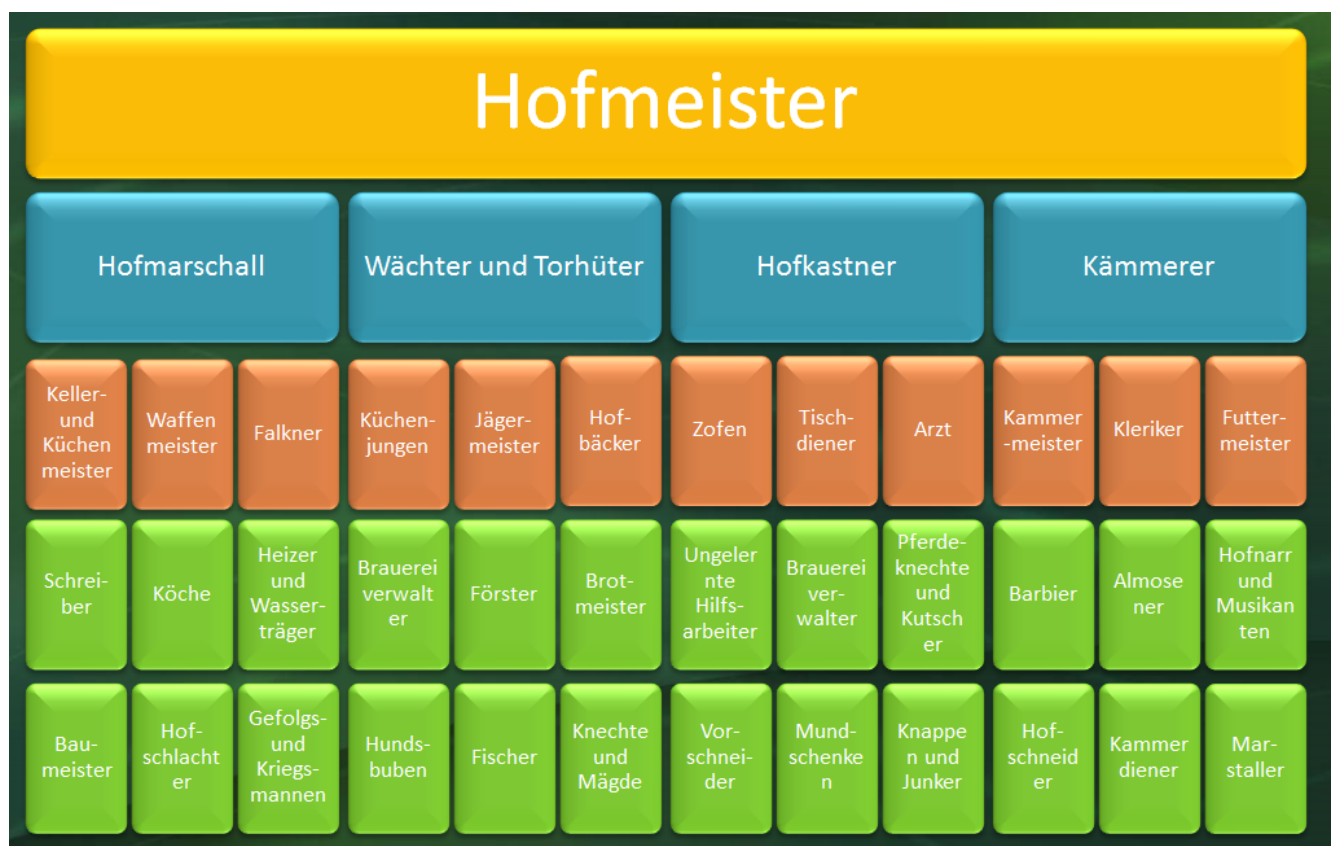 Hofmeister
Hofmarschall
Wächter und Torhüter
Hofkastner
Kämmerer
Keller-
und
Küchen
meister
Waffen
meister
Falkner
Küchen-
jungen
Jäger-
meister
Hof-
bäcker
Zofen
Tisch-
diener
Arzt
Kammer
-meister
Kleriker
Futter-
meister
Schrei-
ber
Köche
Heizer
und
Wasser-
träger
Brauerei
verwalt
er
Förster
Brot-
meister
Ungeler
nte
Hilfs-
arbeiter
Brauerei
ver-
walter
Pferde-
knechte
und
Kutsch
er
Barbier
Almose
ner
Hofnarr
und
Musikan
ten
Bau-
meister
Hof-
schlacht
er
Gefolgs-
und
Kriegs-
mannen
Hunds-
buben
Fischer
Knechte
und
Mägde
Vor-
schnei-
der
Mund-
schenke
n
Knappe
n und
Junker
Hof-
schneid
er
Kammer
diener
Mar-
staller